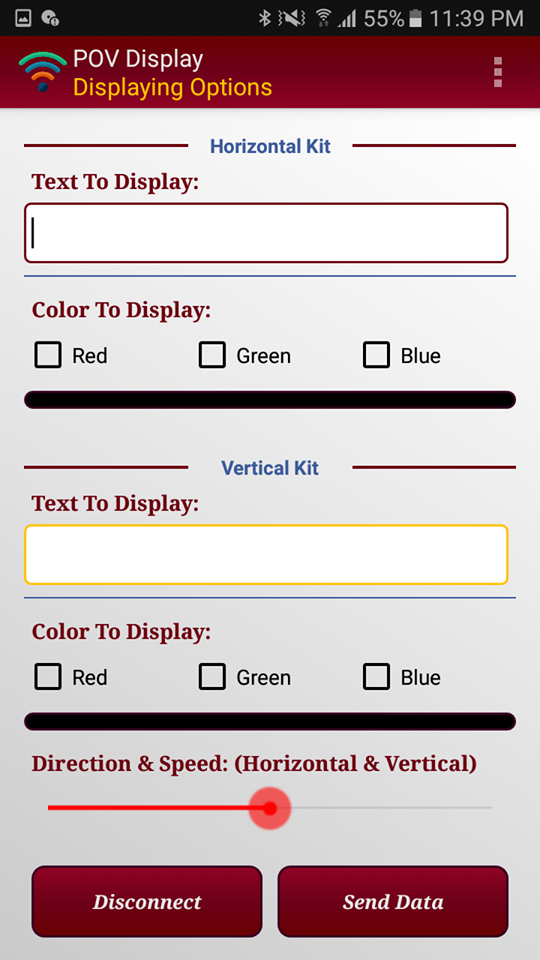 55% 11:39 PM
POV Display
Displaying Options
Horizontal Kit
Text To Display:
Color To Display:
Red Green Blue
Vertical Kit
Text To Display:
Color To Display:
Red Green Blue
Direction & Speed: (Horizontal & Vertical)
Disconnect Send Data